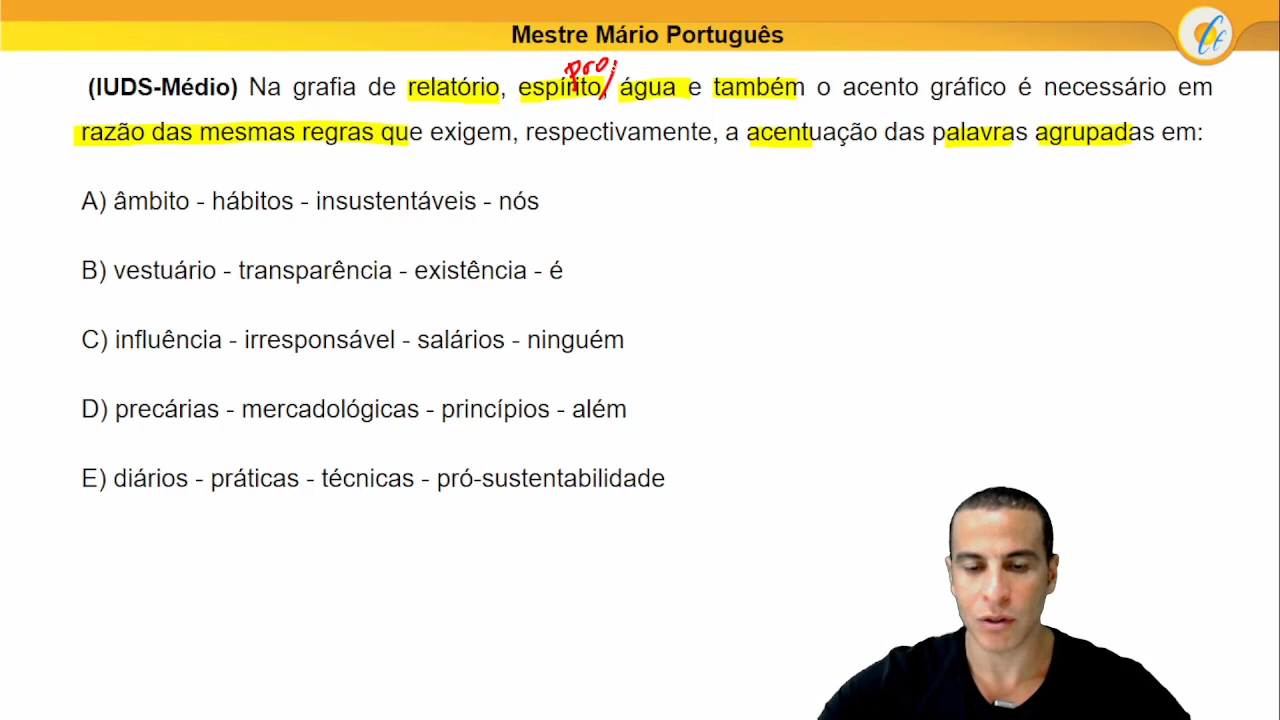 Mestre Mário Português
pro
(IUDS-Médio) Na grafia de relatório, espírito, água e também o acento gráfico é necessário em
razão das mesmas regras que exigem, respectivamente, a acentuação das palavras agrupadas em:
A) âmbito - hábitos - insustentáveis - nós
B) vestuário - transparência - existência - é
C) influência - irresponsável - salários - ninguém
D) precárias - mercadológicas - princípios - além
E) diários - práticas - técnicas - pró-sustentabilidade